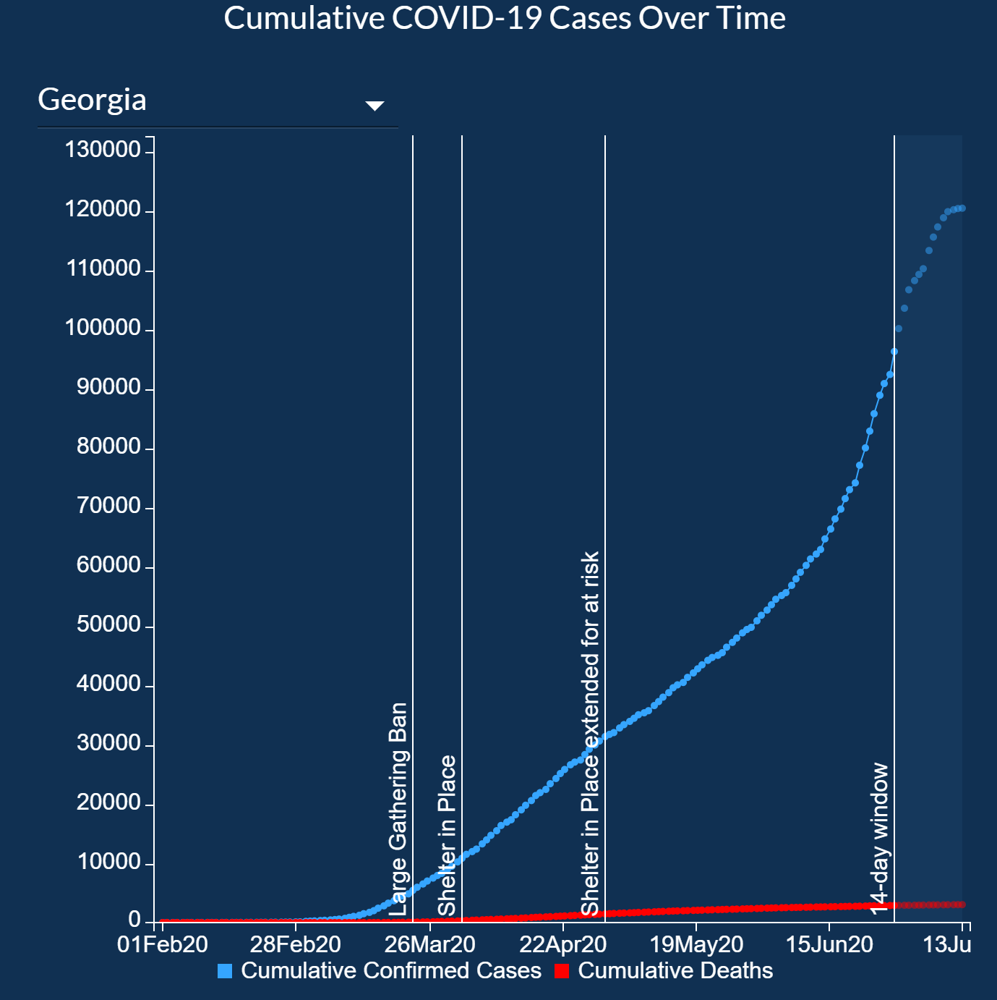 Cumulative COVID-19 Cases Over Time
Georgia
130000
120000
110000
100000
90000
80000
70000
60000
50000
40000
30000
20000
10000
0
Large Gathering Ban
Shelter in Place
Shelter in Place extended for at risk
14-day window
01Feb20 28Feb20 26Mar20 22Apr20 19May20 15Jun20 13Ju
Cumulative Confirmed Cases Cumulative Deaths